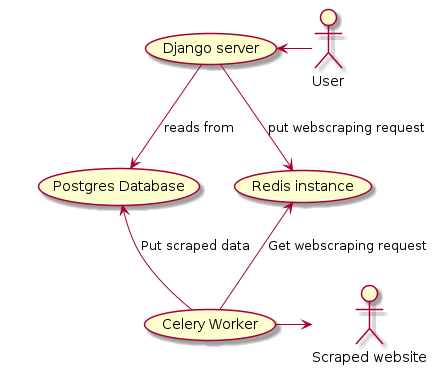 Django server
User
reads from
put webscraping request
Postgres Database
Redis instance
Put scraped data
Get webscraping request
Celery Worker
Scraped website